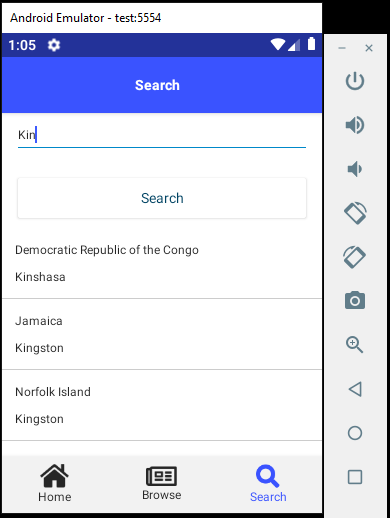 Android Emulator - test:5554
1:05
Search
Kin
Search
Democratic Republic of the Congo
Kinshasa
Jamaica
Kingston
Norfolk Island
Kingston
Home
Browse
Search